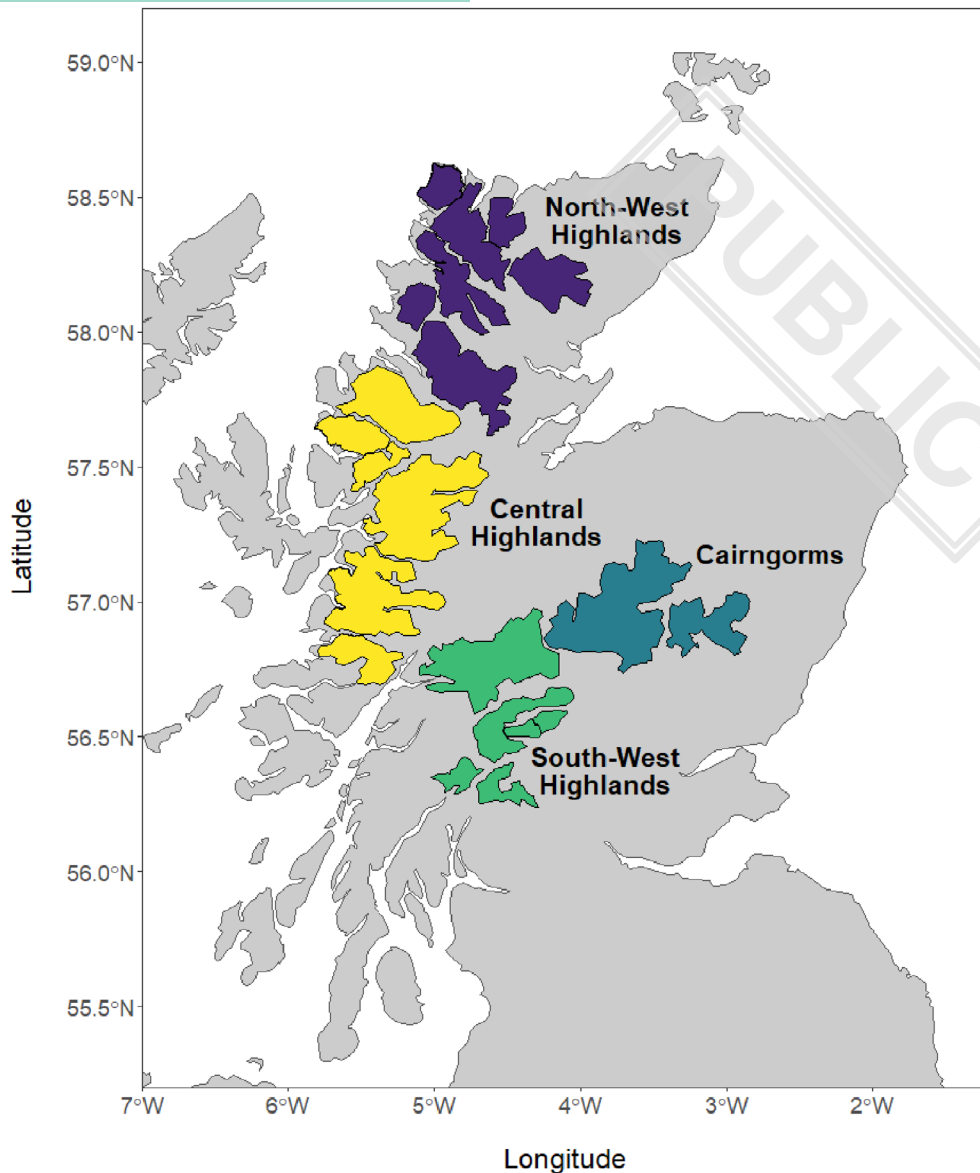 59.0°N
58.5°N
58.0°N
57.5°N
57.0°N
56.5°N
56.0°N
55.5°N
Latitude
North-West
Highlands
Central
Highlands
Cairngorms
South-West
Highlands
PUBLIC
7°W 6°W 5°W 4°W 3°W 2°W
Longitude